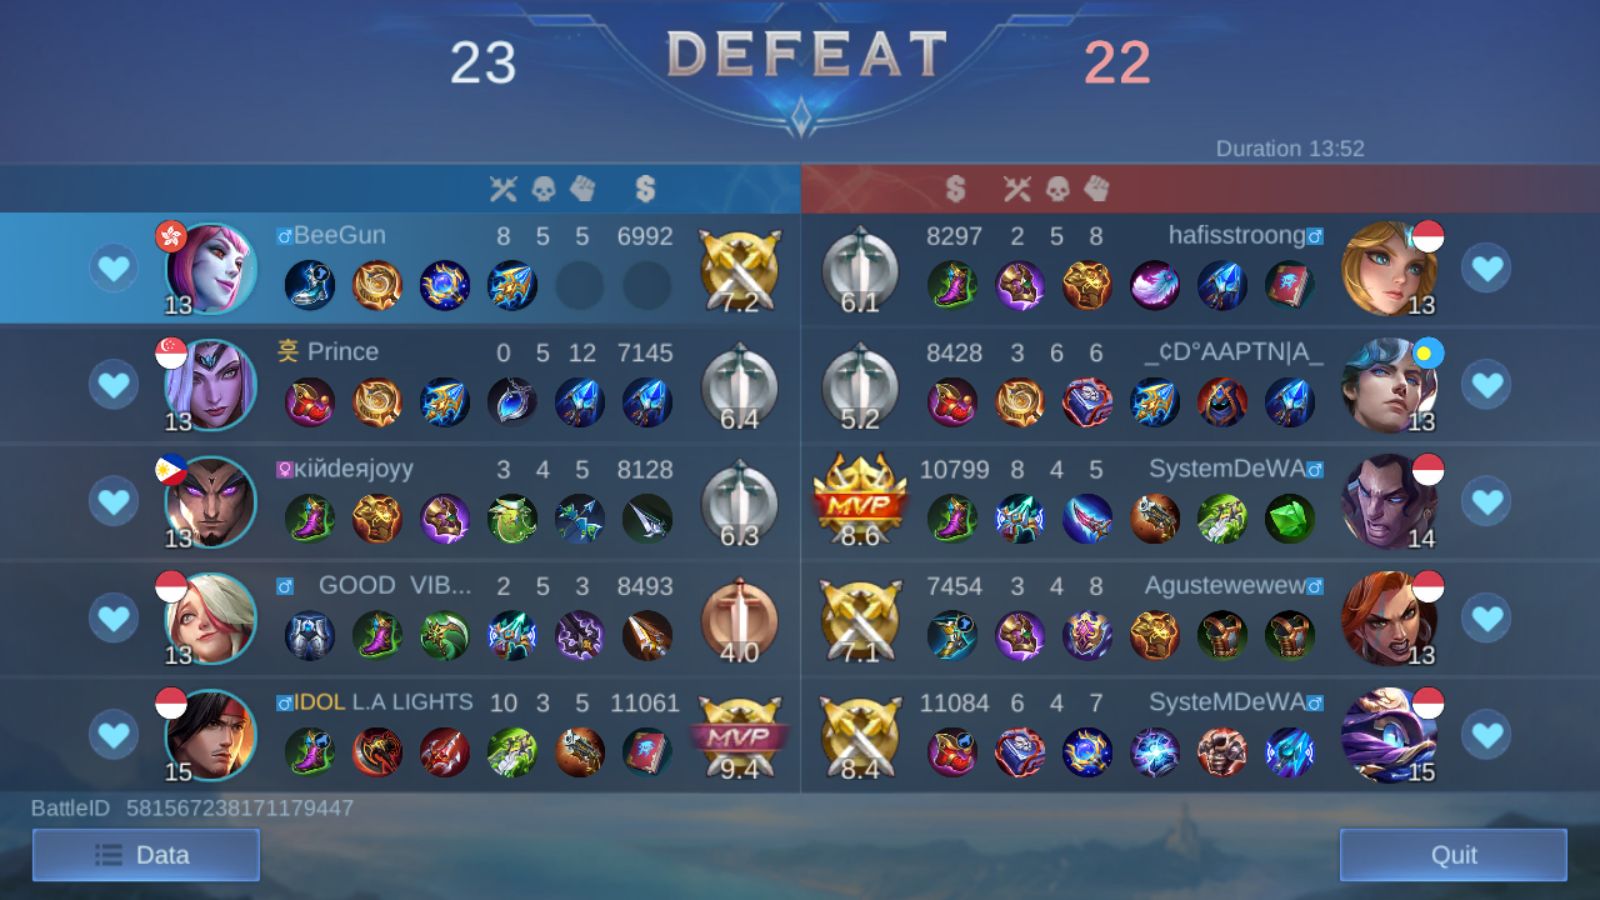 23 DEFEAT 22
Duration 13:52
BeeGun 8 5 5 6992
13 7.2
8297 2 5 8 hafisstroong
6.1 13
흣 Prince 0 5 12 7145
13 6.4
8428 3 6 6 _¢D°AAPTN|A_
5.2 13
кiйdeяjoyy 3 4 5 8128
13 6.3
10799 8 4 5 SystemDeWA
MVP
8.6 14
GOOD VIB... 2 5 3 8493
13 4.0
7454 3 4 8 Agustewewew
7.1 13
IDOL L.A LIGHTS 10 3 5 11061
MVP
15 9.4
11084 6 4 7 SysteMDeWA
8.4 15
BattleID 581567238171179447
Data
Quit